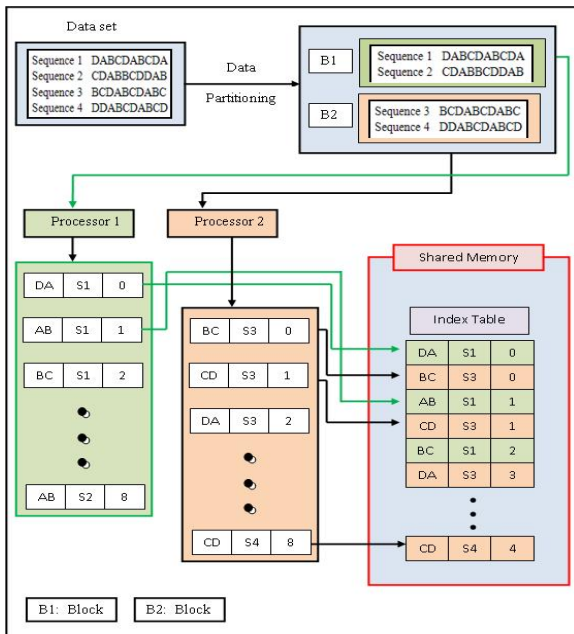 Data set
Sequence 1 DABCDABCDA
Sequence 2 CDABBCDDAB
Sequence 3 BCDABCDABC
Sequence 4 DDABCDABCD
Data
Partitioning
B1
Sequence 1 DABCDABCDA
Sequence 2 CDABBCDDAB
B2
Sequence 3 BCDABCDABC
Sequence 4 DDABCDABCD
Processor 1
Processor 2
DA S1 0
AB S1 1
BC S1 2
AB S2 8
BC S3 0
CD S3 1
DA S3 2
CD S4 8
Shared Memory
Index Table
DA S1 0
BC S3 0
AB S1 1
CD S3 1
BC S1 2
DA S3 3
CD S4 4
B1: Block
B2: Block